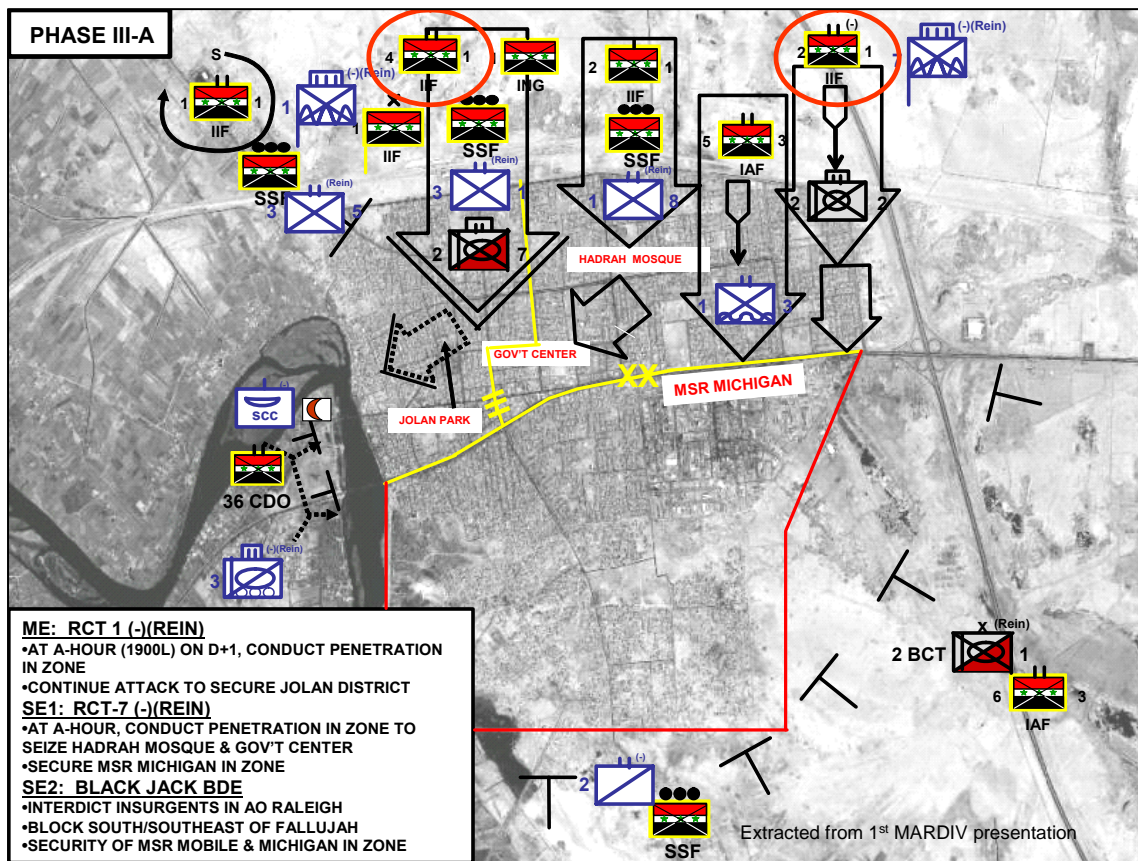 PHASE III-A
S
1
1
IIF
SSF
(Rein)
3
5
(-)(Rein)
1
X
1
IIF
4
1
IIF
1
ING
SSF
(Rein)
3
1
2
7
2
1
IIF
SSF
(Rein)
1
8
5
3
IAF
1
3
(-)
2
1
IIF
2
2
(-)(Rein)
7
HADRAH MOSQUE
GOV'T CENTER
XX
MSR MICHIGAN
JOLAN PARK
(-)
SCC
36 CDO
(-)(Rein)
3
ME: RCT 1 (-)(REIN)
•AT A-HOUR (1900L) ON D+1, CONDUCT PENETRATION
IN ZONE
•CONTINUE ATTACK TO SECURE JOLAN DISTRICT
SE1: RCT-7 (-)(REIN)
•AT A-HOUR, CONDUCT PENETRATION IN ZONE TO
SEIZE HADRAH MOSQUE & GOV'T CENTER
•SECURE MSR MICHIGAN IN ZONE
SE2: BLACK JACK BDE
•INTERDICT INSURGENTS IN AO RALEIGH
•BLOCK SOUTH/SOUTHEAST OF FALLUJAH
•SECURITY OF MSR MOBILE & MICHIGAN IN ZONE
X (Rein)
2 BCT
1
6
3
IAF
(-)
2
SSF
Extracted from 1st MARDIV presentation